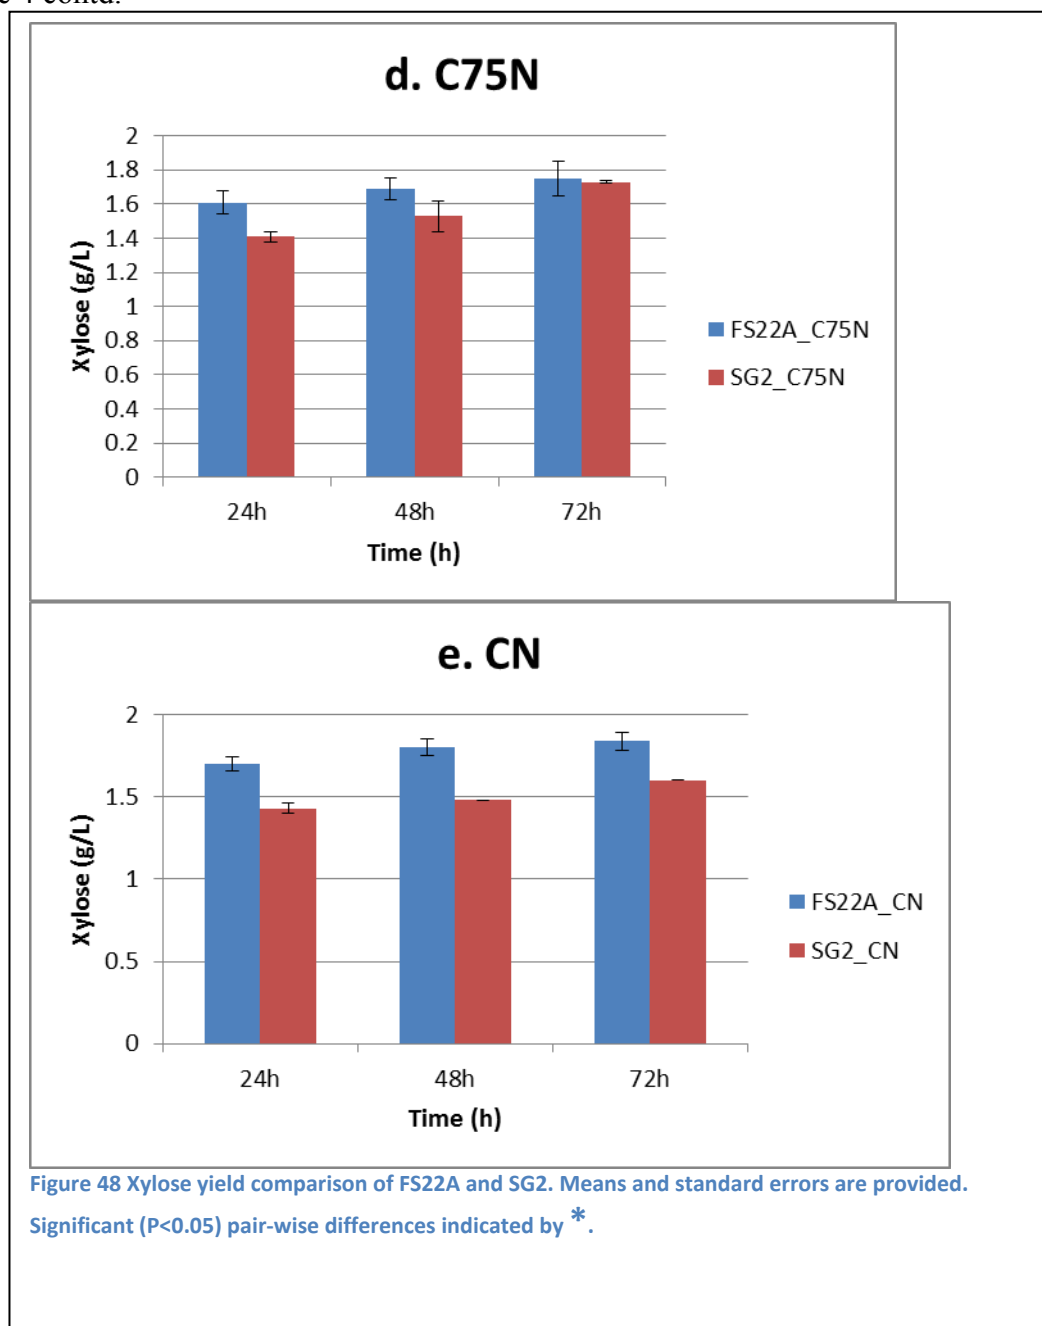 4 contd.
d. C75N
2
1.8
1.6
1.4
1.2
1
0.8
0.6
0.4
0.2
0
Xylose (g/L)
24h 48h 72h
Time (h)
FS22A_C75N
SG2_C75N
e. CN
2
1.5
1
0.5
0
Xylose (g/L)
24h 48h 72h
Time (h)
FS22A_CN
SG2_CN
Figure 48 Xylose yield comparison of FS22A and SG2. Means and standard errors are provided.
Significant (P<0.05) pair-wise differences indicated by *.